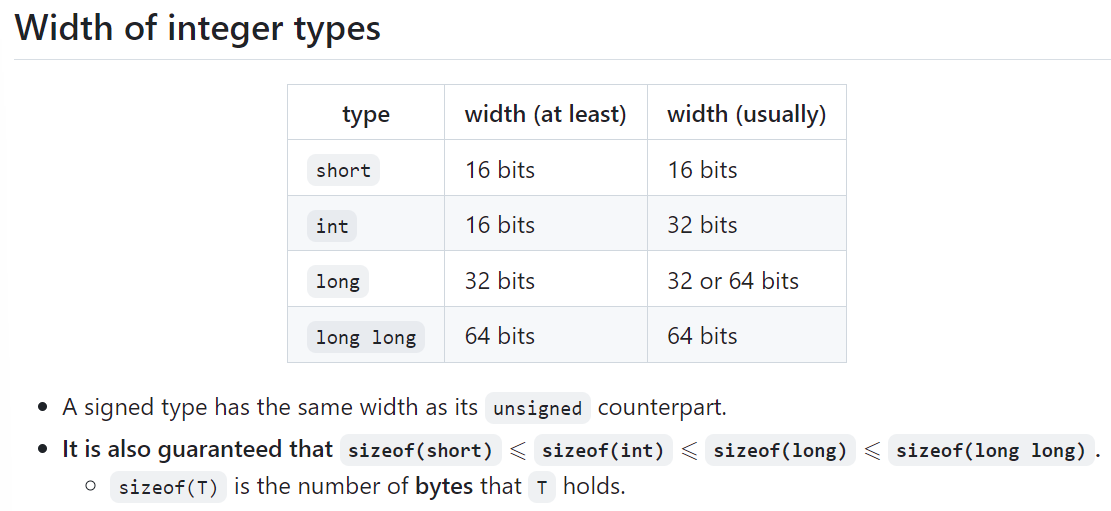 Width of integer types
type width (at least) width (usually)
short 16 bits 16 bits
int 16 bits 32 bits
long 32 bits 32 or 64 bits
long long 64 bits 64 bits
• A signed type has the same width as its unsigned counterpart.
• It is also guaranteed that sizeof(short) ⩽ sizeof(int) ⩽ sizeof(long) ⩽ sizeof(long long).
○ sizeof(T) is the number of bytes that T holds.